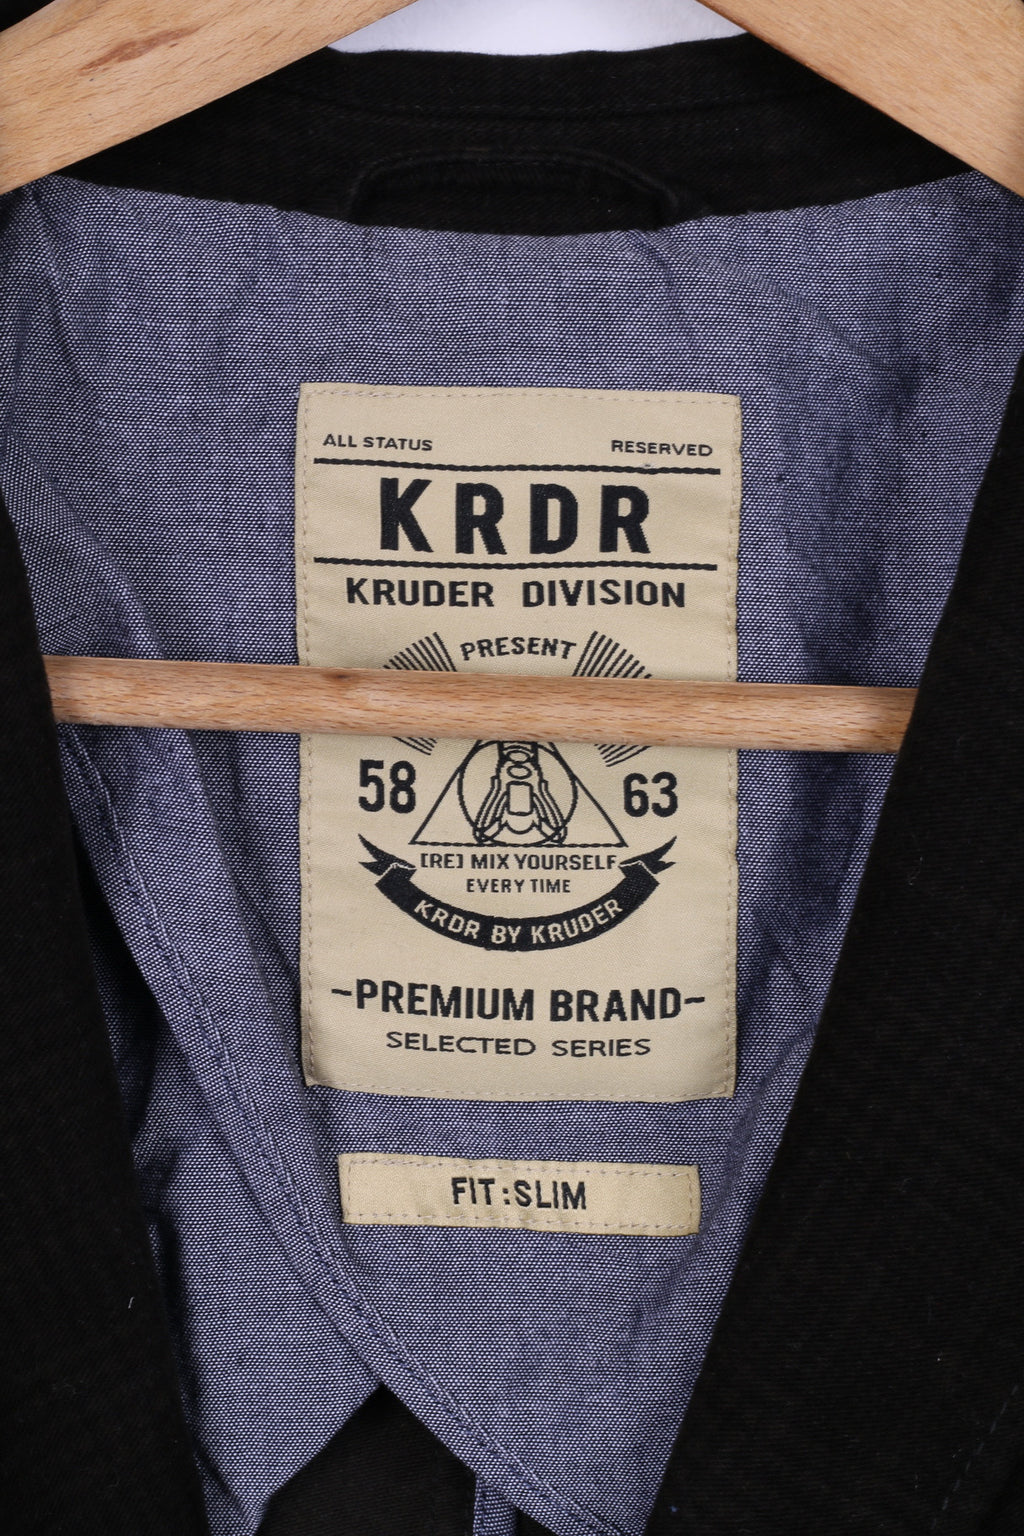 ALL STATUS RESERVED
KRDR
KRUDER DIVISION
PRESENT
58 63
[RE] MIX YOURSELF
EVERY TIME
KRDR BY KRUDER
-PREMIUM BRAND-
SELECTED SERIES
FIT:SLIM